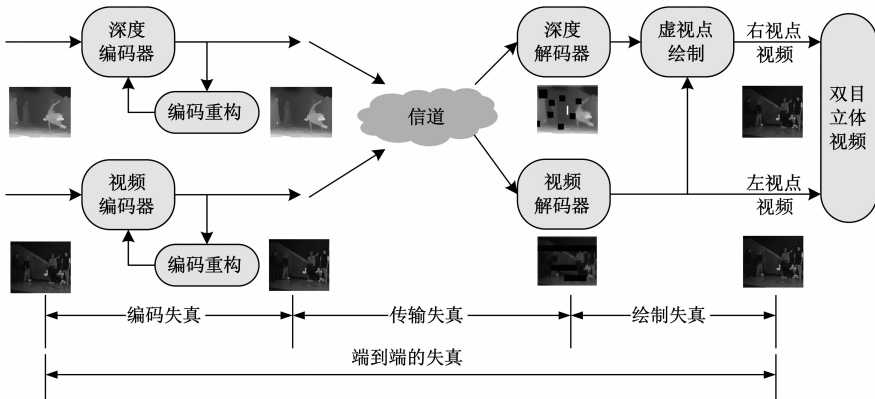 深度
编码器
编码重构
视频
编码器
编码重构
信道
深度
解码器
虚视点
绘制
右视点
视频
视频
解码器
左视点
视频
双目
立体
视频
编码失真
传输失真
绘制失真
端到端的失真